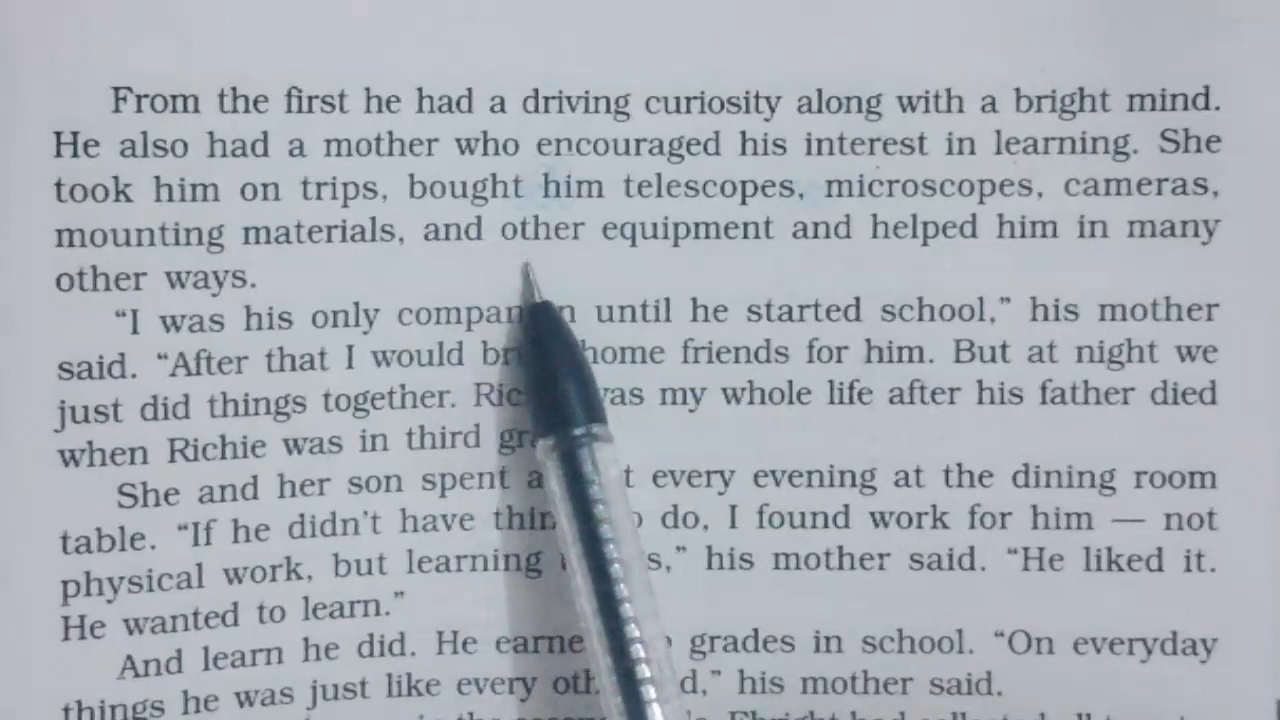 From the first he had a driving curiosity along with a bright mind.
He also had a mother who encouraged his interest in learning. She
took him on trips, bought him telescopes, microscopes, cameras,
mounting materials, and other equipment and helped him in many
other ways.
“I was his only until he started school,” his mother
said. “After that I would home friends for him. But at night we
just did things together. my whole life after his father died
when Richie was in third
She and her son spent every evening at the dining room
table. “If he didn’t have do, I found work for him — not
physical work, but learning his mother said. “He liked it.
He wanted to learn.”
And learn he did. He grades in school. “On everyday
things he was just like every his mother said.